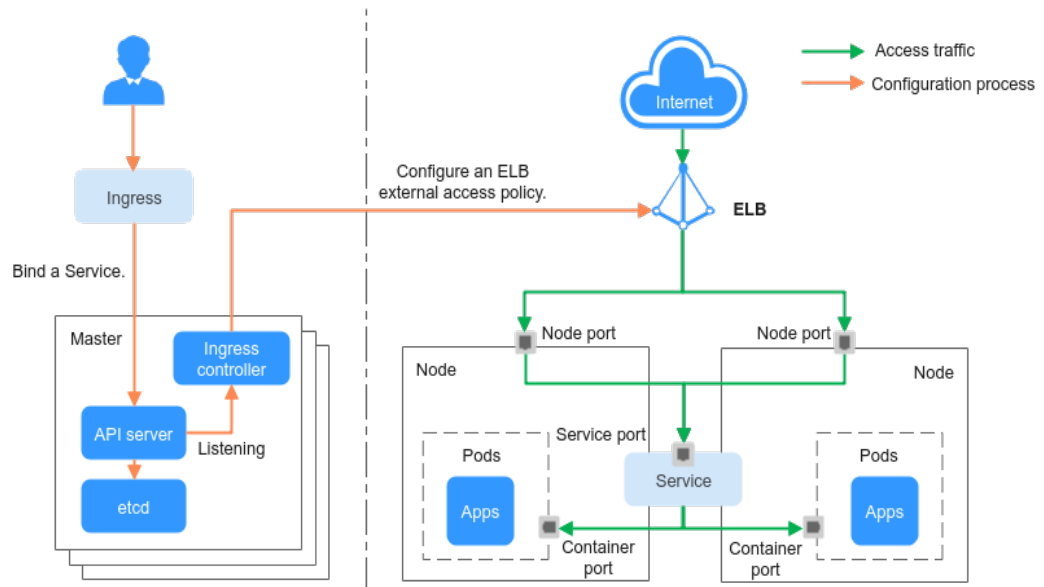 Access traffic
Configuration process
Internet
Ingress
Configure an ELB
external access policy.
ELB
Bind a Service.
Master
Ingress
controller
API server
Listening
etcd
Node port
Node port
Node
Node
Service port
Pods
Pods
Service
Apps
Apps
Container
port
Container
port